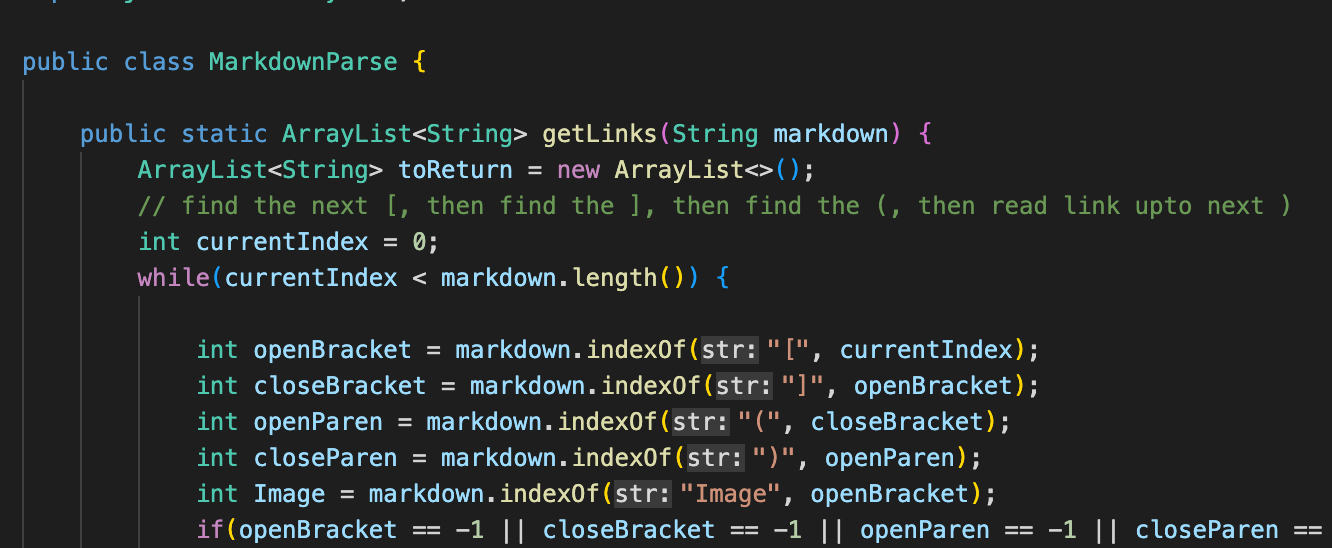 public class MarkdownParse {
public static ArrayList<String> getLinks(String markdown) {
ArrayList<String> toReturn = new ArrayList<>();
// find the next [, then find the ], then find the (, then read link upto next )
int currentIndex = 0;
while(currentIndex < markdown.length()) {
int openBracket = markdown.indexOf(str: "[", currentIndex);
int closeBracket = markdown.indexOf(str: "]", openBracket);
int openParen = markdown.indexOf(str: "(", closeBracket);
int closeParen = markdown.indexOf(str: ")", openParen);
int Image = markdown.indexOf(str: "Image", openBracket);
if(openBracket == -1 || closeBracket == -1 || openParen == -1 || closeParen ==